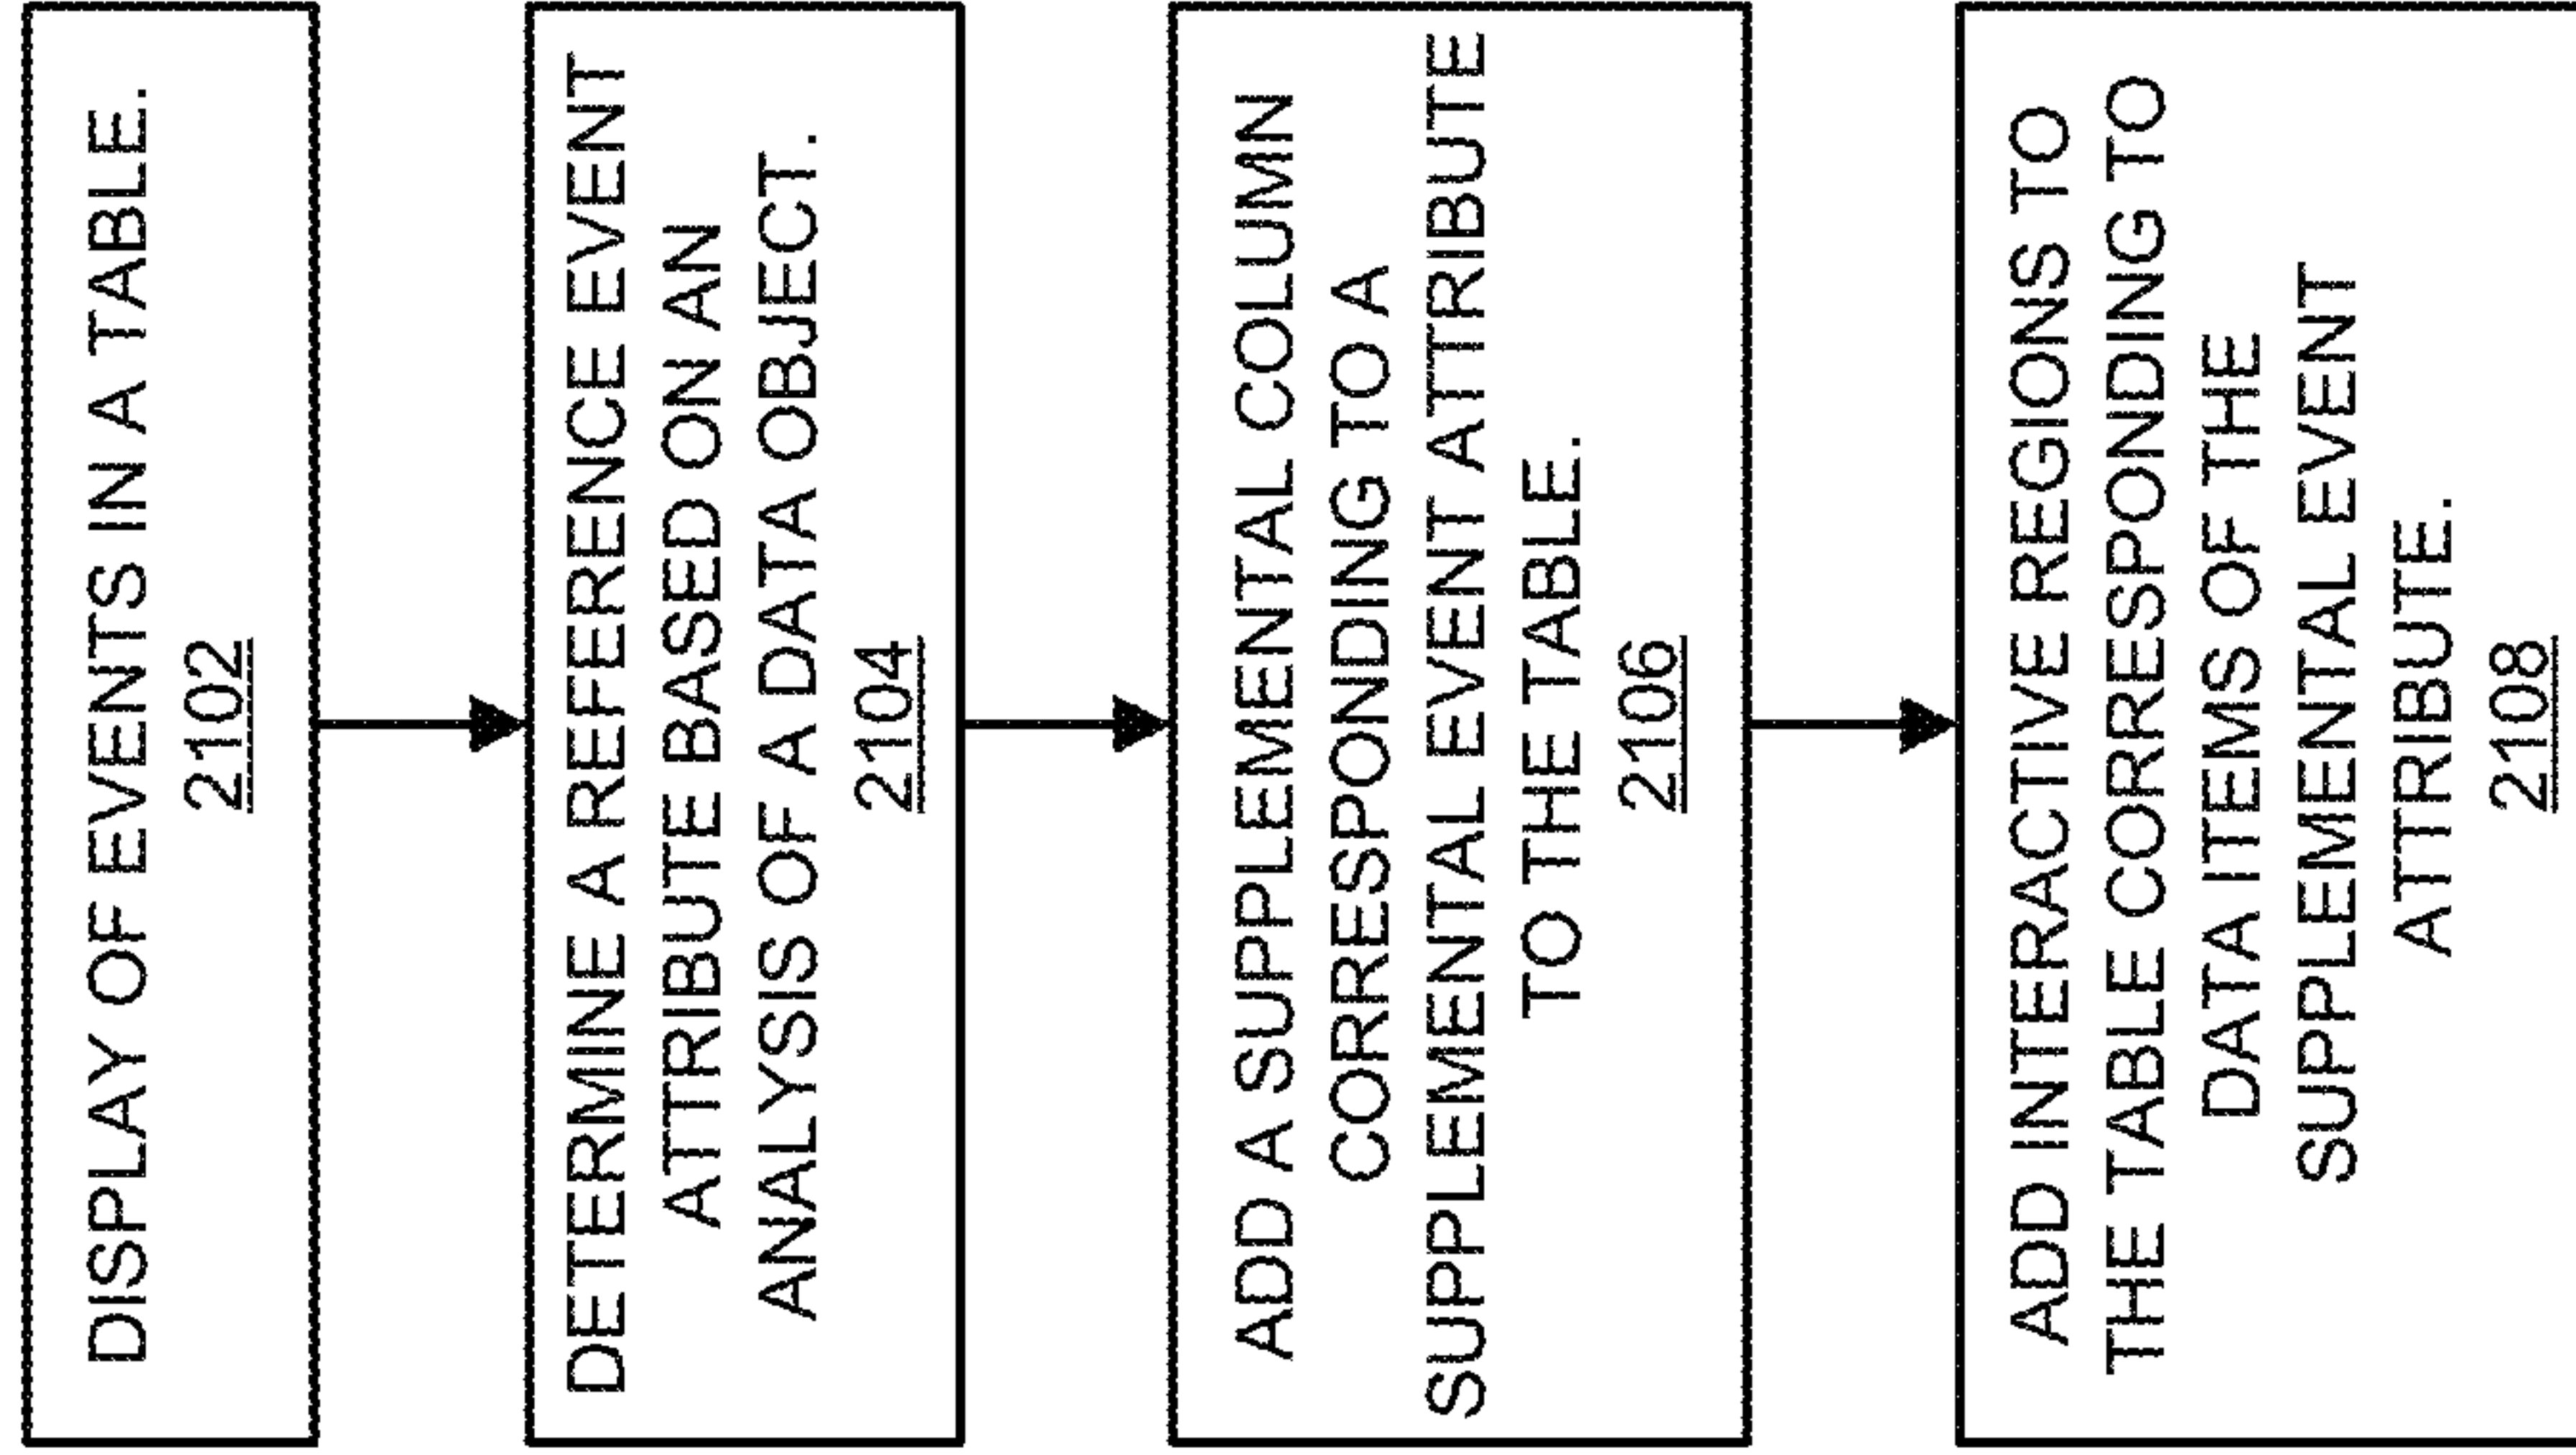 DISPLAY OF EVENTS IN A TABLE.
2102
DETERMINE A REFERENCE EVENT
ATTRIBUTE BASED ON AN
ANALYSIS OF A DATA OBJECT.
2104
ADD A SUPPLEMENTAL COLUMN
CORRESPONDING TO A
SUPPLEMENTAL EVENT ATTRIBUTE
TO THE TABLE.
2106
ADD INTERACTIVE REGIONS TO
THE TABLE CORRESPONDING TO
DATA ITEMS OF THE
SUPPLEMENTAL EVENT
ATTRIBUTE.
2108